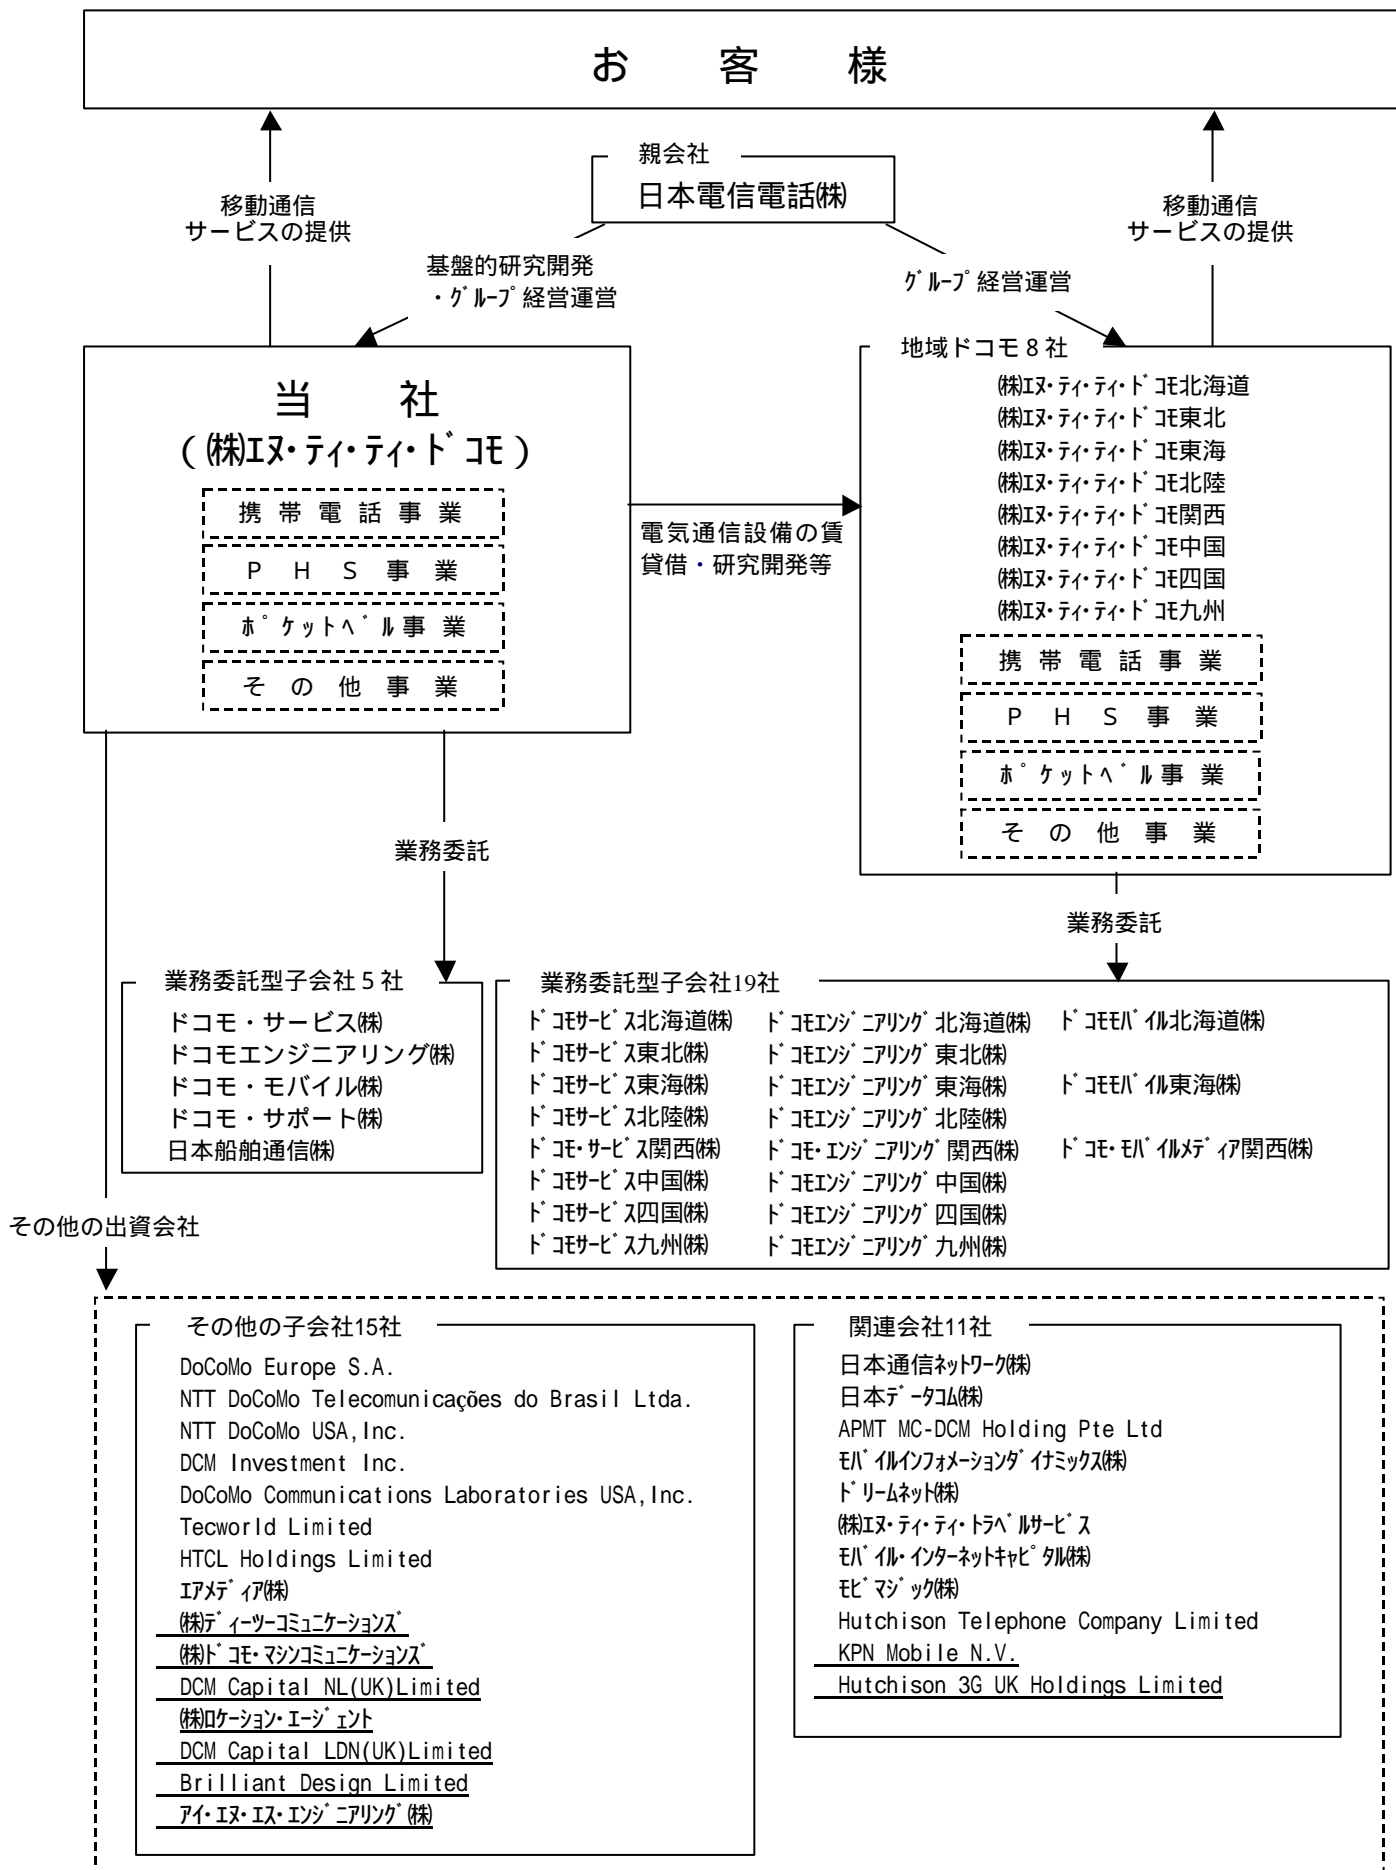 お客様
親会社
日本電信電話㈱
移動通信
サービスの提供
移動通信
サービスの提供
基盤的研究開発
・ｸﾞﾙｰﾌﾟ経営運営
ｸﾞﾙｰﾌﾟ経営運営
当社
（㈱ｴﾇ･ﾃｨ･ﾃｨ･ﾄﾞｺﾓ）
携帯電話事業
ＰＨＳ事業
ﾎﾟｹｯﾄﾍﾞﾙ事業
その他事業
電気通信設備の賃
貸借・研究開発等
地域ドコモ８社
㈱ｴﾇ･ﾃｨ･ﾃｨ･ﾄﾞｺﾓ北海道
㈱ｴﾇ･ﾃｨ･ﾃｨ･ﾄﾞｺﾓ東北
㈱ｴﾇ･ﾃｨ･ﾃｨ･ﾄﾞｺﾓ東海
㈱ｴﾇ･ﾃｨ･ﾃｨ･ﾄﾞｺﾓ北陸
㈱ｴﾇ･ﾃｨ･ﾃｨ･ﾄﾞｺﾓ関西
㈱ｴﾇ･ﾃｨ･ﾃｨ･ﾄﾞｺﾓ中国
㈱ｴﾇ･ﾃｨ･ﾃｨ･ﾄﾞｺﾓ四国
㈱ｴﾇ･ﾃｨ･ﾃｨ･ﾄﾞｺﾓ九州
携帯電話事業
ＰＨＳ事業
ﾎﾟｹｯﾄﾍﾞﾙ事業
その他事業
業務委託
業務委託
業務委託型子会社５社
ドコモ・サービス㈱
ドコモエンジニアリング㈱
ドコモ・モバイル㈱
ドコモ・サポート㈱
日本船舶通信㈱
業務委託型子会社19社
ﾄﾞｺﾓｻｰﾋﾞｽ北海道㈱ ﾄﾞｺﾓｴﾝｼﾞﾆｱﾘﾝｸﾞ北海道㈱ ﾄﾞｺﾓﾓﾊﾞｲﾙ北海道㈱
ﾄﾞｺﾓｻｰﾋﾞｽ東北㈱ ﾄﾞｺﾓｴﾝｼﾞﾆｱﾘﾝｸﾞ東北㈱
ﾄﾞｺﾓｻｰﾋﾞｽ東海㈱ ﾄﾞｺﾓｴﾝｼﾞﾆｱﾘﾝｸﾞ東海㈱ ﾄﾞｺﾓﾓﾊﾞｲﾙ東海㈱
ﾄﾞｺﾓｻｰﾋﾞｽ北陸㈱ ﾄﾞｺﾓｴﾝｼﾞﾆｱﾘﾝｸﾞ北陸㈱
ﾄﾞｺﾓ･ｻｰﾋﾞｽ関西㈱ ﾄﾞｺﾓ･ｴﾝｼﾞﾆｱﾘﾝｸﾞ関西㈱ ﾄﾞｺﾓ･ﾓﾊﾞｲﾙﾒﾃﾞｨｱ関西㈱
ﾄﾞｺﾓｻｰﾋﾞｽ中国㈱ ﾄﾞｺﾓｴﾝｼﾞﾆｱﾘﾝｸﾞ中国㈱
ﾄﾞｺﾓｻｰﾋﾞｽ四国㈱ ﾄﾞｺﾓｴﾝｼﾞﾆｱﾘﾝｸﾞ四国㈱
ﾄﾞｺﾓｻｰﾋﾞｽ九州㈱ ﾄﾞｺﾓｴﾝｼﾞﾆｱﾘﾝｸﾞ九州㈱
その他の出資会社
その他の子会社15社
DoCoMo Europe S.A.
NTT DoCoMo Telecomunicações do Brasil Ltda.
NTT DoCoMo USA,Inc.
DCM Investment Inc.
DoCoMo Communications Laboratories USA,Inc.
Tecworld Limited
HTCL Holdings Limited
ｴｱﾒﾃﾞｨｱ㈱
㈱ﾃﾞｨｰﾂｰｺﾐｭﾆｹｰｼｮﾝｽﾞ
㈱ﾄﾞｺﾓ･ﾏｼﾝｺﾐｭﾆｹｰｼｮﾝｽﾞ
DCM Capital NL(UK)Limited
㈱ﾛｹｰｼｮﾝ･ｴｰｼﾞｪﾝﾄ
DCM Capital LDN(UK)Limited
Brilliant Design Limited
ｱｲ･ｴﾇ･ｴｽ･ｴﾝｼﾞﾆｱﾘﾝｸﾞ㈱
関連会社11社
日本通信ﾈｯﾄﾜｰｸ㈱
日本ﾃﾞｰﾀｺﾑ㈱
APMT MC-DCM Holding Pte Ltd
ﾓﾊﾞｲﾙｲﾝﾌｫﾒｰｼｮﾝﾀﾞｲﾅﾐｯｸｽ㈱
ﾄﾞﾘｰﾑﾈｯﾄ㈱
㈱ｴﾇ･ﾃｨ･ﾃｨ･ﾄﾗﾍﾞﾙｻｰﾋﾞｽ
ﾓﾊﾞｲﾙ･ｲﾝﾀｰﾈｯﾄｷｬﾋﾟﾀﾙ㈱
ﾓﾋﾞﾏｼﾞｯｸ㈱
Hutchison Telephone Company Limited
KPN Mobile N.V.
Hutchison 3G UK Holdings Limited